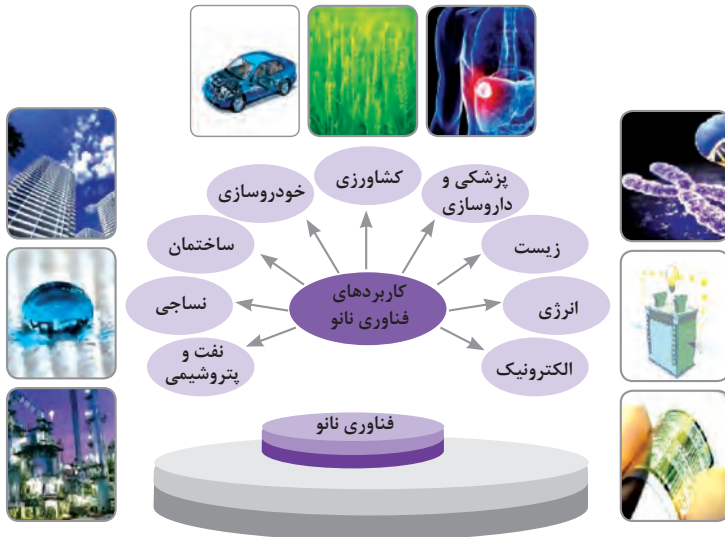 کشاورزی
پزشکی و
داروسازی
خودروسازی
زیست
ساختمان
انرژی
کاربردهای
فناوری نانو
نساجی
الکترونیک
نفت و
پتروشیمی
فناوری نانو